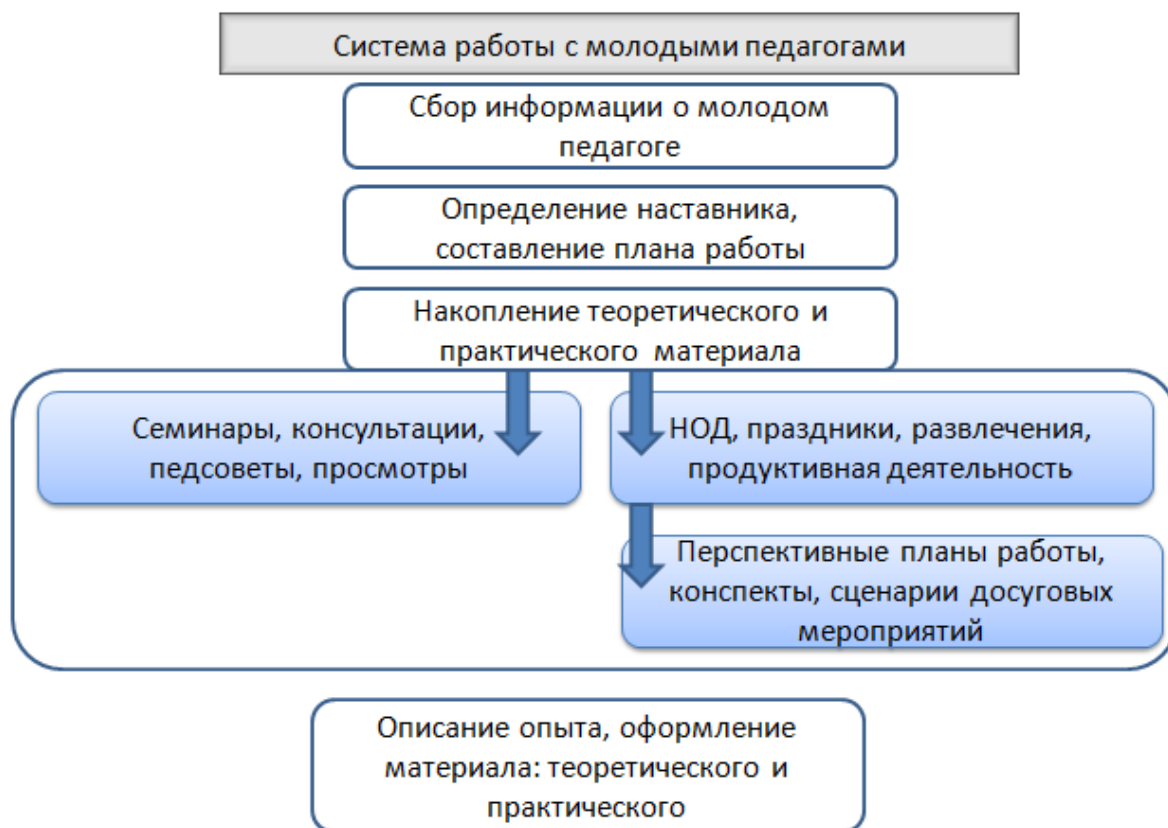 Система работы с молодыми педагогами
Сбор информации о молодом
педагоге
Определение наставника,
составление плана работы
Накопление теоретического и
практического материала
Семинары, консультации,
педсоветы, просмотры
НОД, праздники, развлечения,
продуктивная деятельность
Перспективные планы работы,
конспекты, сценарии досуговых
мероприятий
Описание опыта, оформление
материала: теоретического и
практического